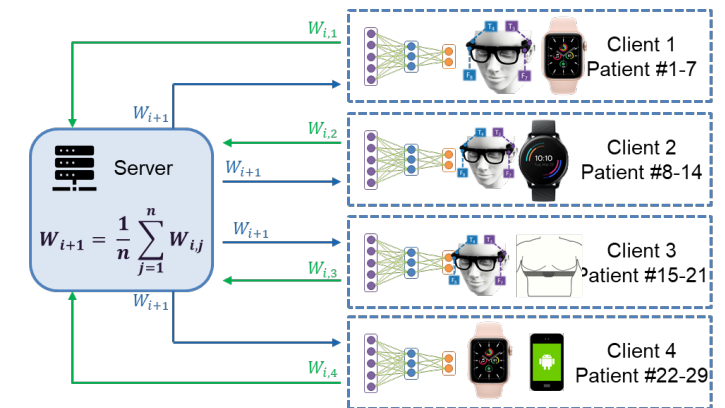 W_{i,1}
Client 1
Patient #1-7
W_{i+1}
W_{i,2}
Client 2
Patient #8-14
10:10
W_{i+1}
Server
W_{i+1} = \frac{1}{n} \sum_{j=1}^{n} W_{i,j}
W_{i+1}
Client 3
Patient #15-21
W_{i,3}
W_{i+1}
Client 4
Patient #22-29
W_{i,4}